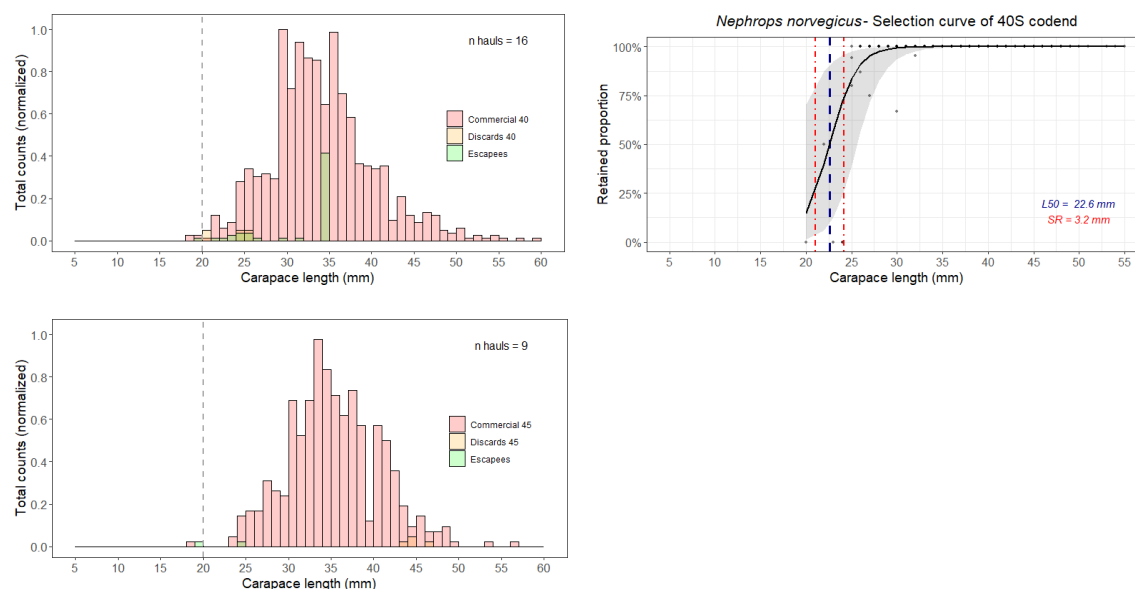 n hauls = 16
Total counts (normalized)
1.0
0.8
0.6
0.4
0.2
0.0
Commercial 40
Discards 40
Escapees
5 10 15 20 25 30 35 40 45 50 55 60
Carapace length (mm)
Nephrops norvegicus- Selection curve of 40S codend
Retained proportion
100%
75%
50%
25%
0%
L50 = 22.6 mm
SR = 3.2 mm
5 10 15 20 25 30 35 40 45 50 55
Carapace length (mm)
n hauls = 9
Total counts (normalized)
1.0
0.8
0.6
0.4
0.2
0.0
Commercial 45
Discards 45
Escapees
5 10 15 20 25 30 35 40 45 50 55 60
Carapace length (mm)